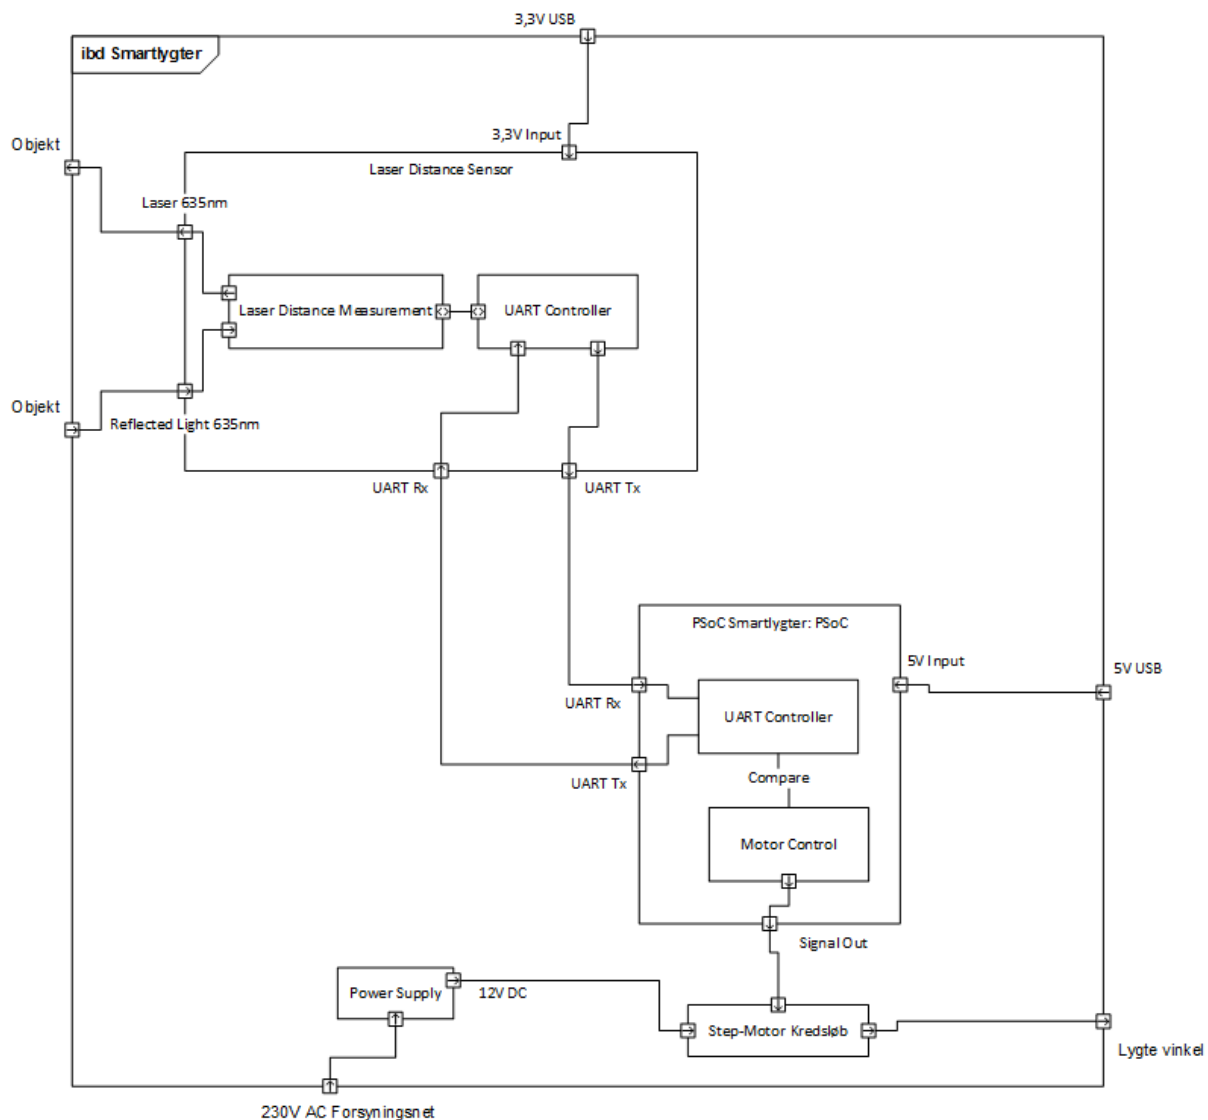 3,3V USB
ibd Smartlygter
3,3V Input
Objekt
Laser Distance Sensor
Laser 635nm
Laser Distance Measurement
UART Controller
Objekt
Reflected Light 635nm
UART Rx
UART Tx
PSoC Smartlygter: PSoC
5V Input
5V USB
UART Rx
UART Controller
UART Tx
Compare
Motor Control
Signal Out
Power Supply
12V DC
Step-Motor Kredsløb
Lygte vinkel
230V AC Forsyningsnet